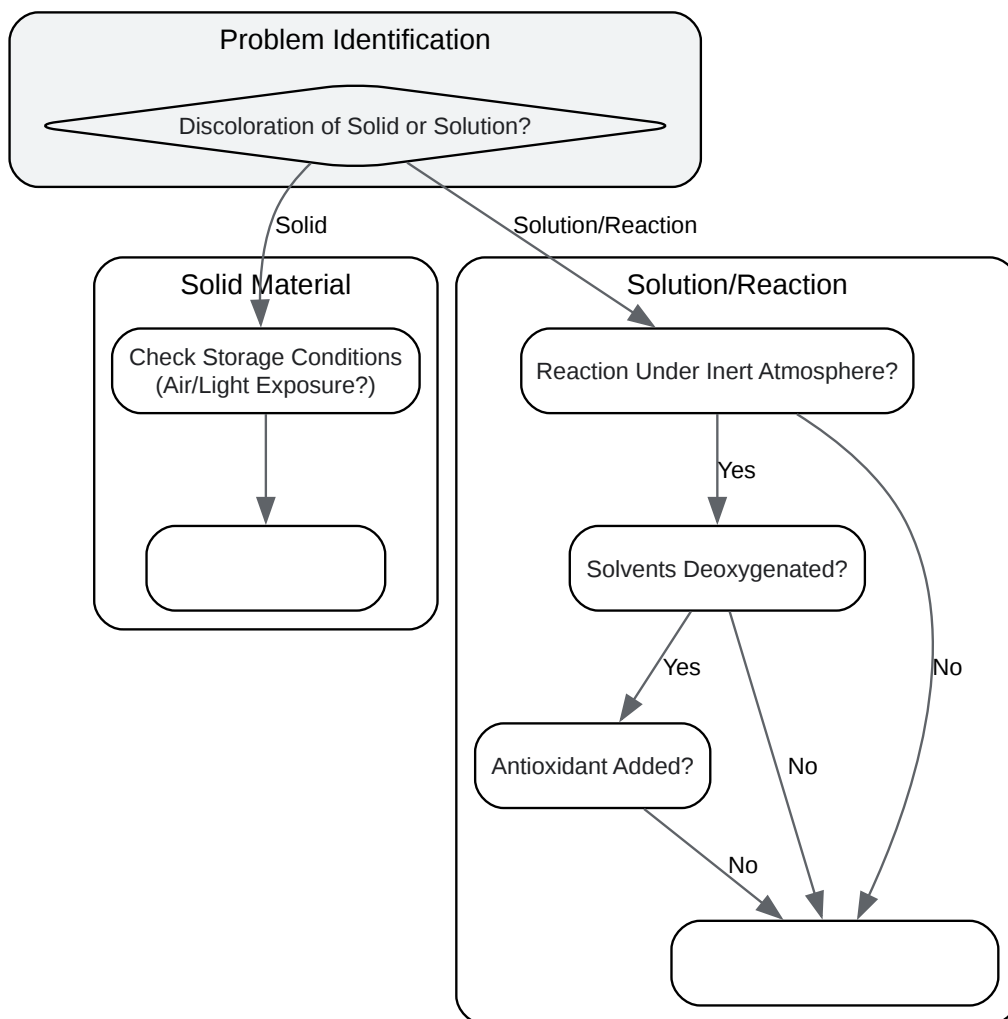 Problem Identification
Discoloration of Solid or Solution?
Solid
Solution/Reaction
Solid Material
Check Storage Conditions
(Air/Light Exposure?)
Solution/Reaction
Reaction Under Inert Atmosphere?
Yes
Solvents Deoxygenated?
Yes
No
Antioxidant Added?
No
No